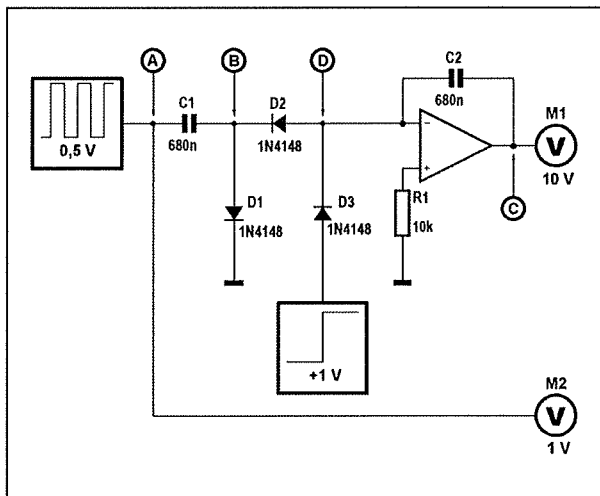 A
B
D
C2
680n
C1
680n
D2
1N4148
0,5 V
D1
1N4148
D3
1N4148
−
+
R1
10k
M1
V
10 V
C
+1 V
M2
V
1 V